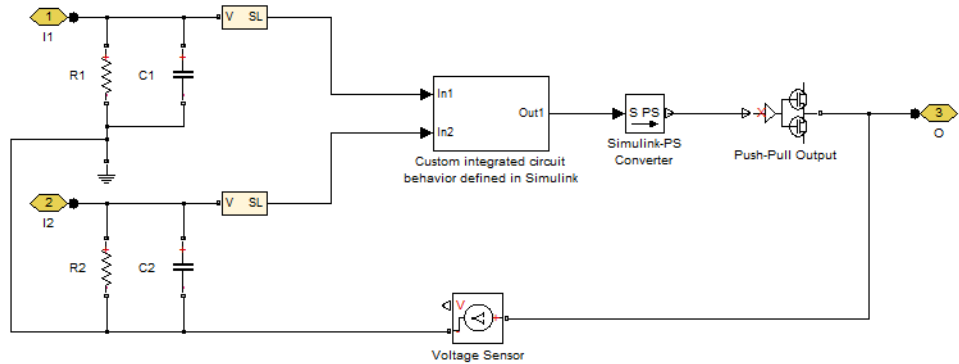 1
I1
V SL
R1
C1
In1
In2
Out1
Custom integrated circuit
behavior defined in Simulink
S PS
Simulink-PS
Converter
Push-Pull Output
3
O
2
I2
V SL
R2
C2
V
Voltage Sensor